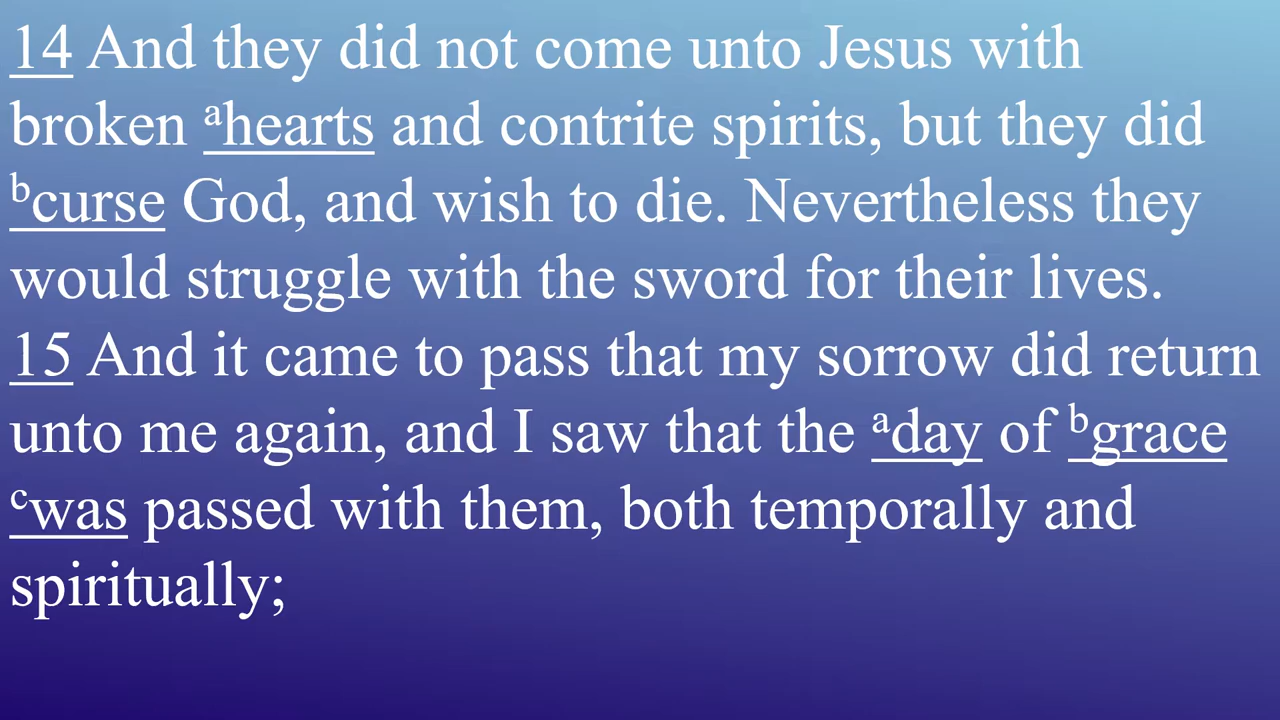 14 And they did not come unto Jesus with
broken ᵃhearts and contrite spirits, but they did
ᵇcurse God, and wish to die. Nevertheless they
would struggle with the sword for their lives.
15 And it came to pass that my sorrow did return
unto me again, and I saw that the ᵃday of ᵇgrace
ᶜwas passed with them, both temporally and
spiritually;